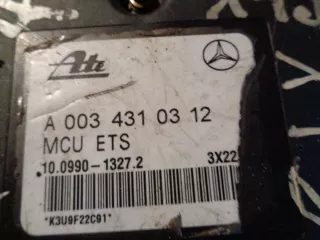 Ate
A 003 431 03 12
MCU ETS
10.0990-1327.2 3X22
*K3U9F22C91*